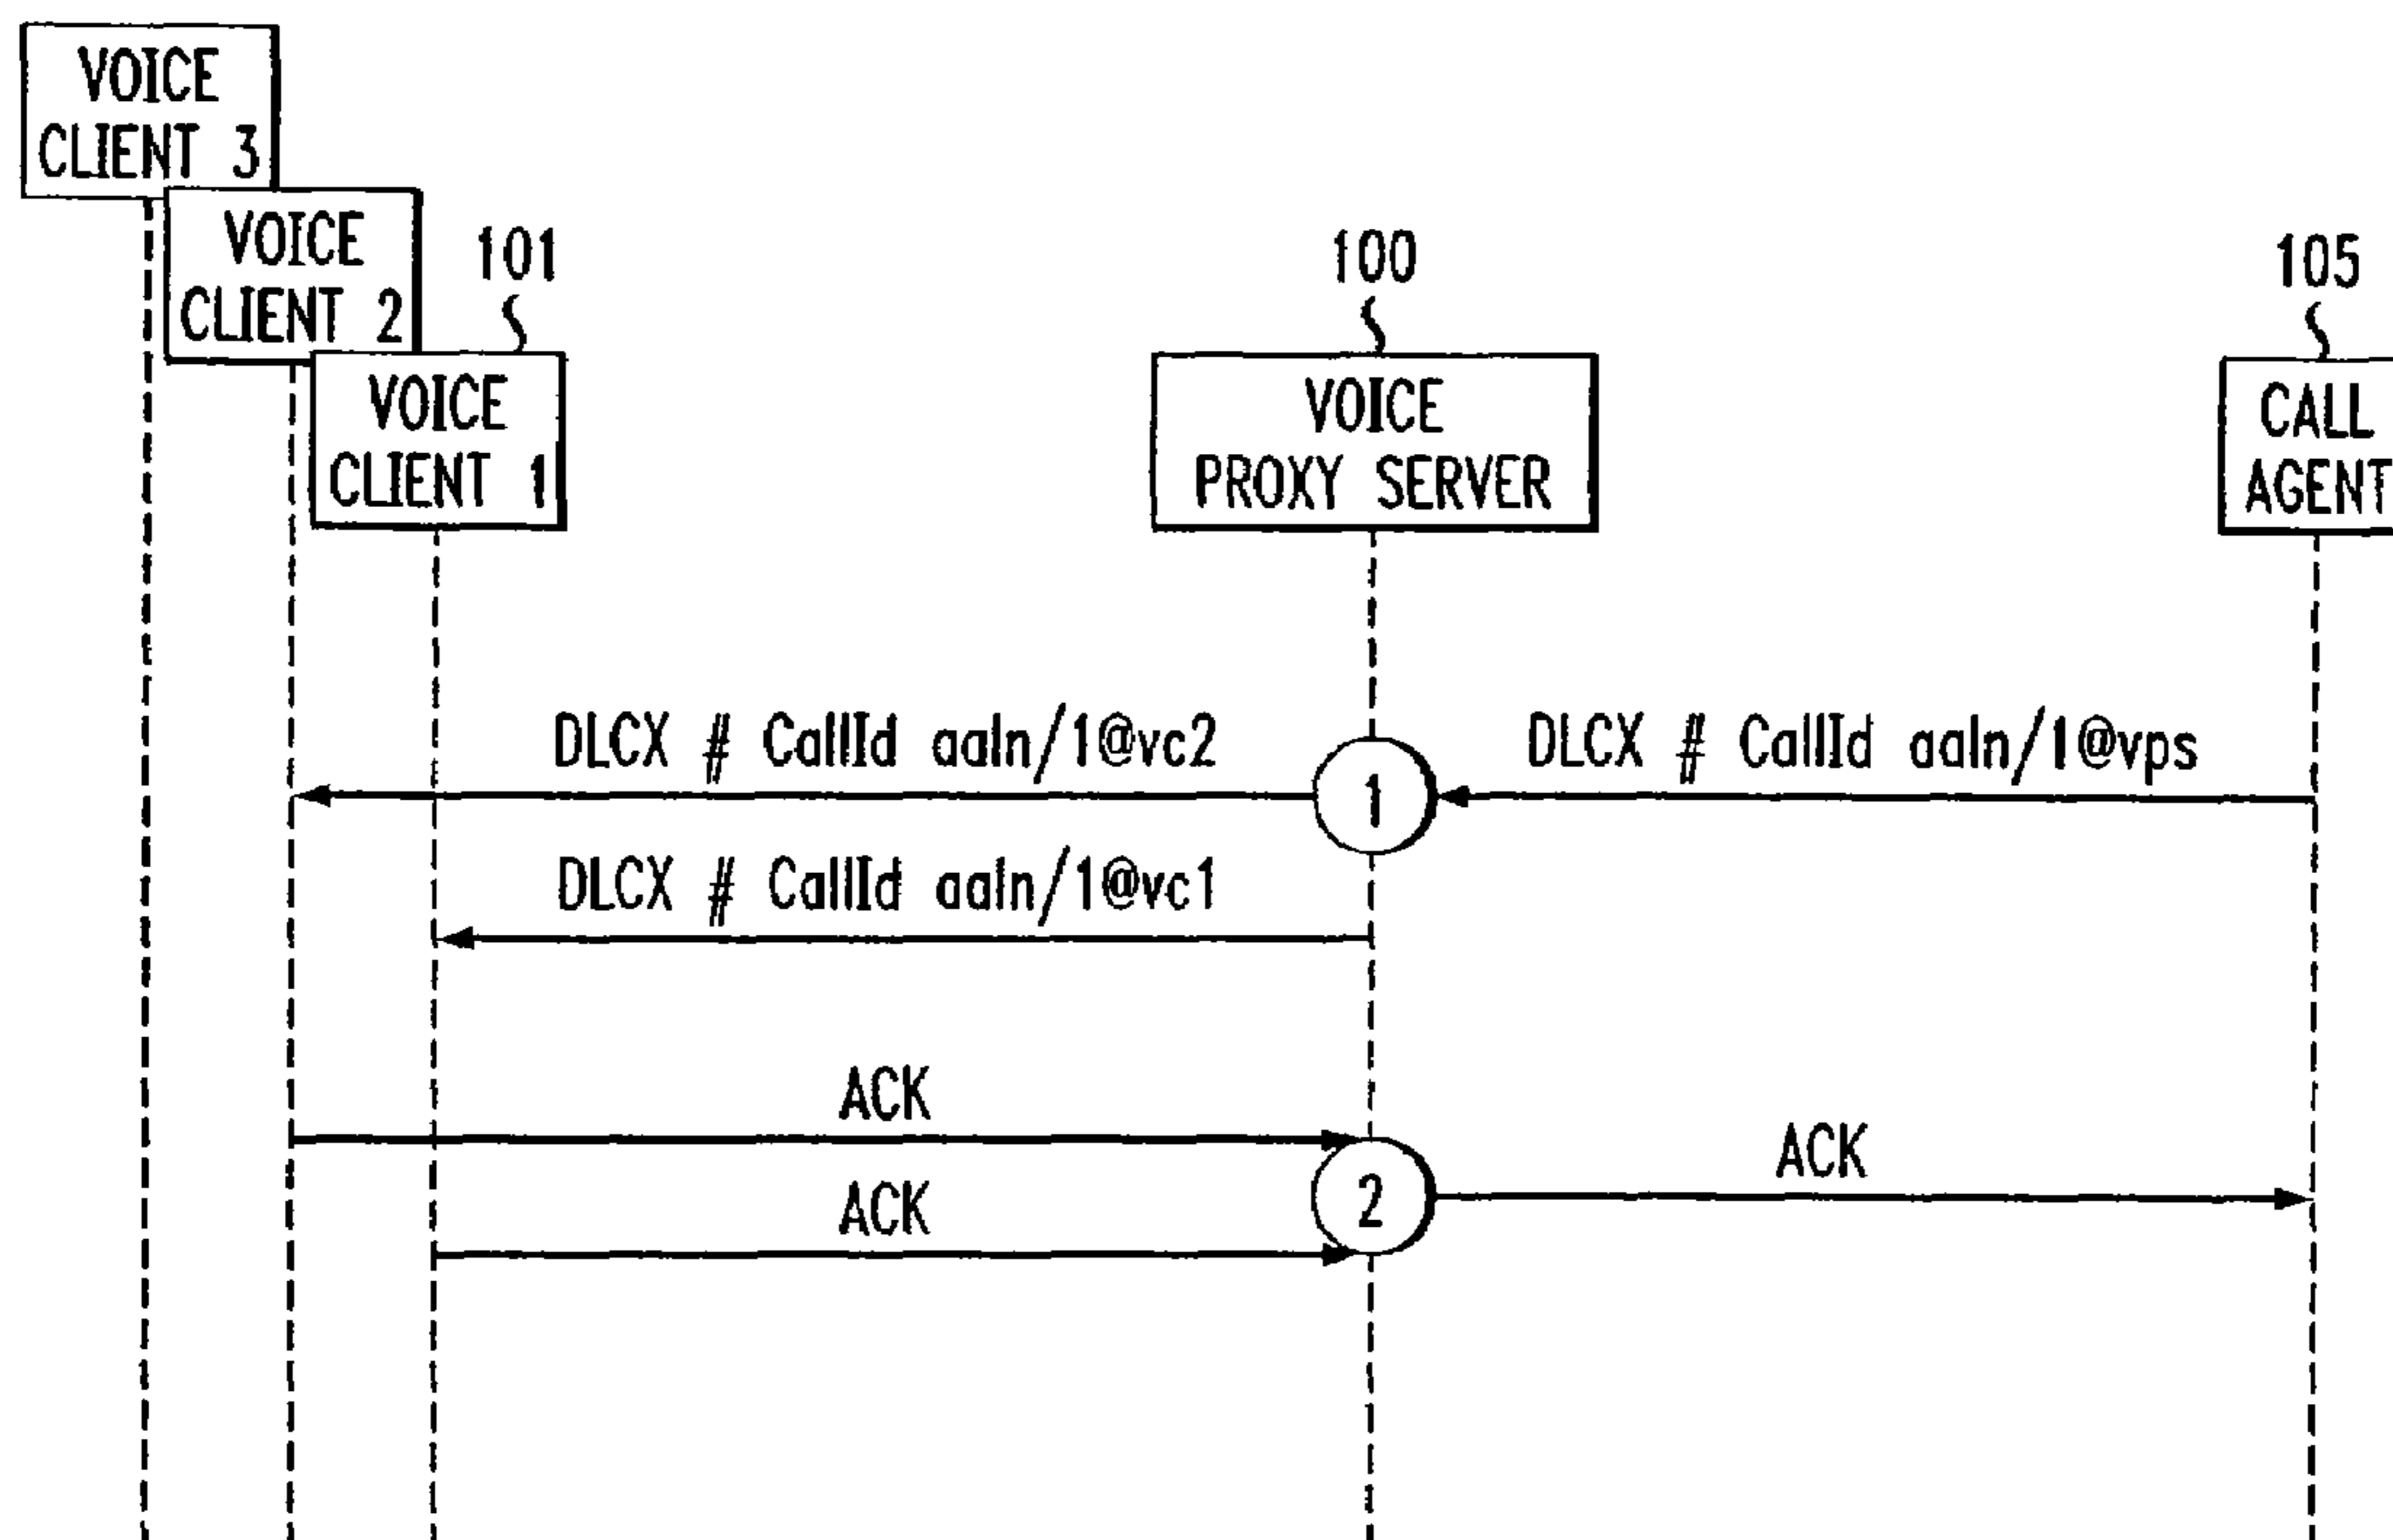 VOICE
CLIENT 3
VOICE
CLIENT 2
101
VOICE
CLIENT 1
100
VOICE
PROXY SERVER
105
CALL
AGENT
DLCX # CallId aaln/1@vc2
1
DLCX # CallId aaln/1@vps
DLCX # CallId aaln/1@vc1
ACK
2
ACK
ACK